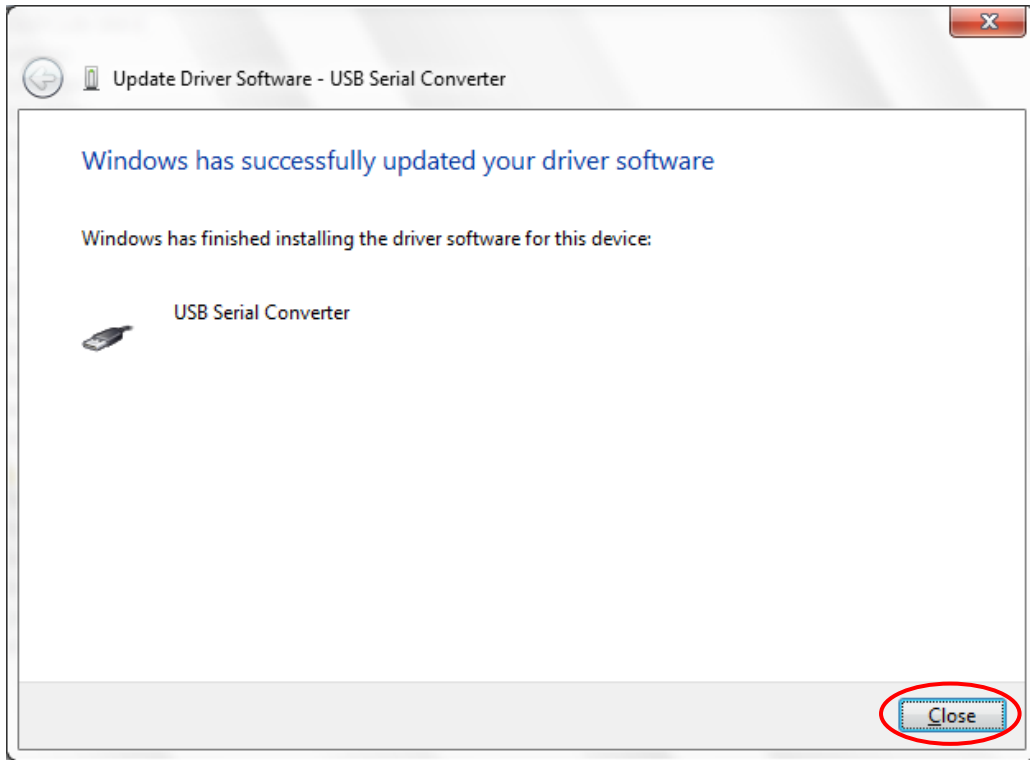 Update Driver Software - USB Serial Converter
Windows has successfully updated your driver software
Windows has finished installing the driver software for this device:
USB Serial Converter
Close